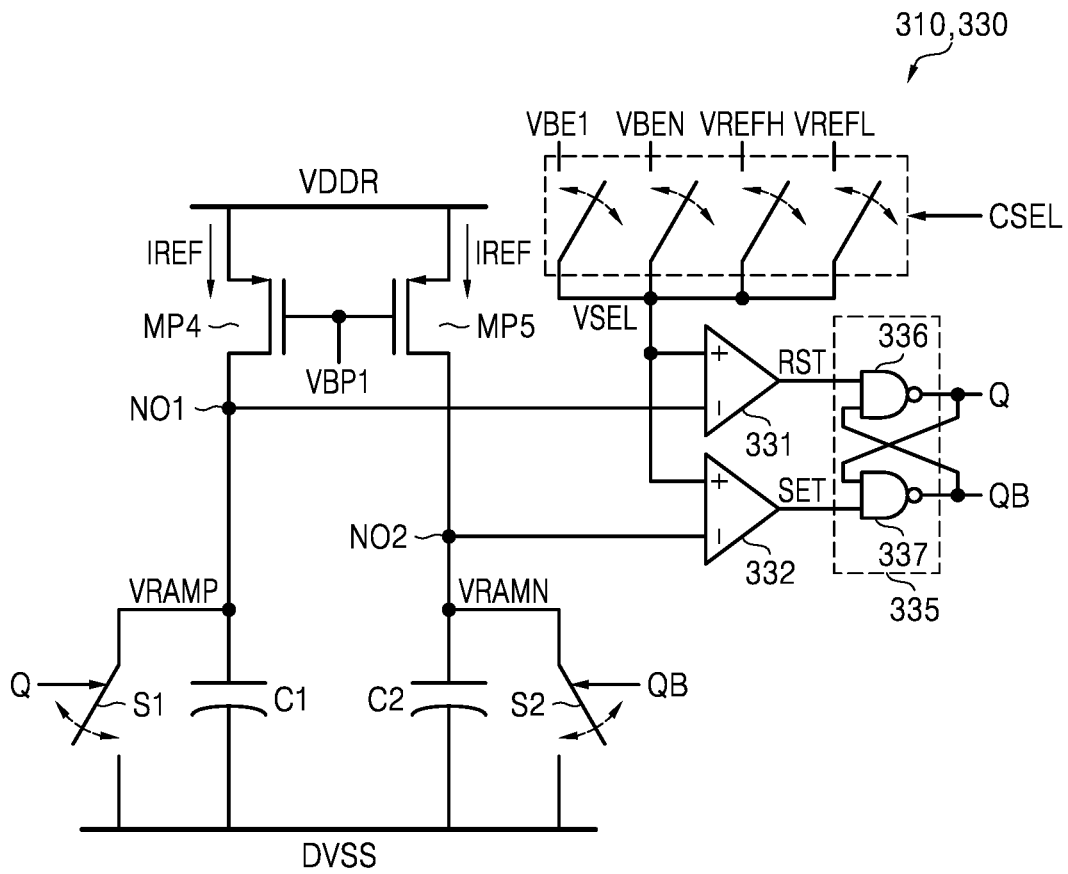 310,330
VBE1 VBEN VREFH VREFL
VDDR
CSEL
IREF
IREF
MP4
MP5
VSEL
VBP1
336
RST
+
-
331
Q
NO1
SET
+
-
332
QB
337
335
NO2
VRAMP
VRAMN
Q
S1
C1
C2
S2
QB
DVSS